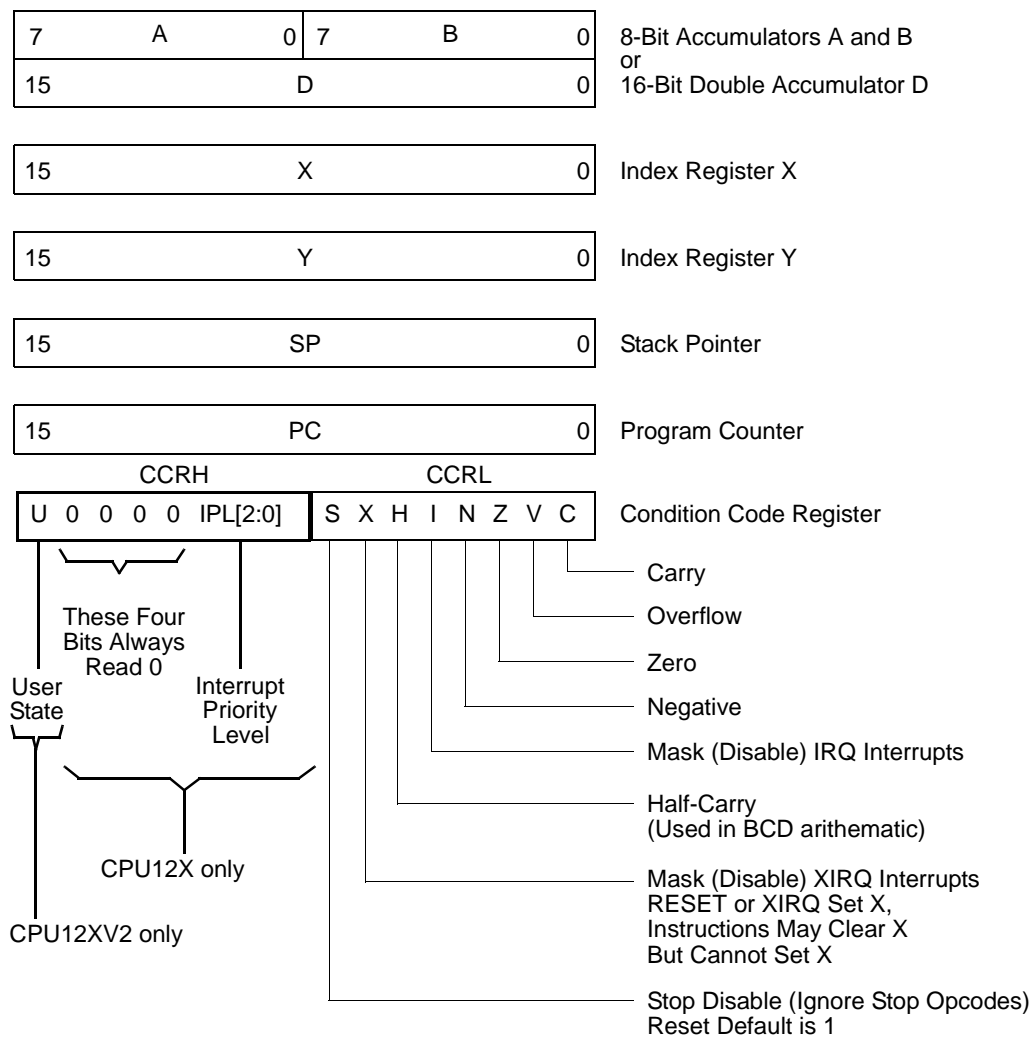 7 A 0 7 B 0
8-Bit Accumulators A and B
or
15 D 0
16-Bit Double Accumulator D
15 X 0
Index Register X
15 Y 0
Index Register Y
15 SP 0
Stack Pointer
15 PC 0
Program Counter
CCRH CCRL
U 0 0 0 0 IPL[2:0] S X H I N Z V C
Condition Code Register
Carry
Overflow
Zero
Negative
Mask (Disable) IRQ Interrupts
Half-Carry
(Used in BCD arithematic)
Mask (Disable) XIRQ Interrupts
RESET or XIRQ Set X,
Instructions May Clear X
But Cannot Set X
Stop Disable (Ignore Stop Opcodes)
Reset Default is 1
These Four
Bits Always
Read 0
User
State
Interrupt
Priority
Level
CPU12X only
CPU12XV2 only